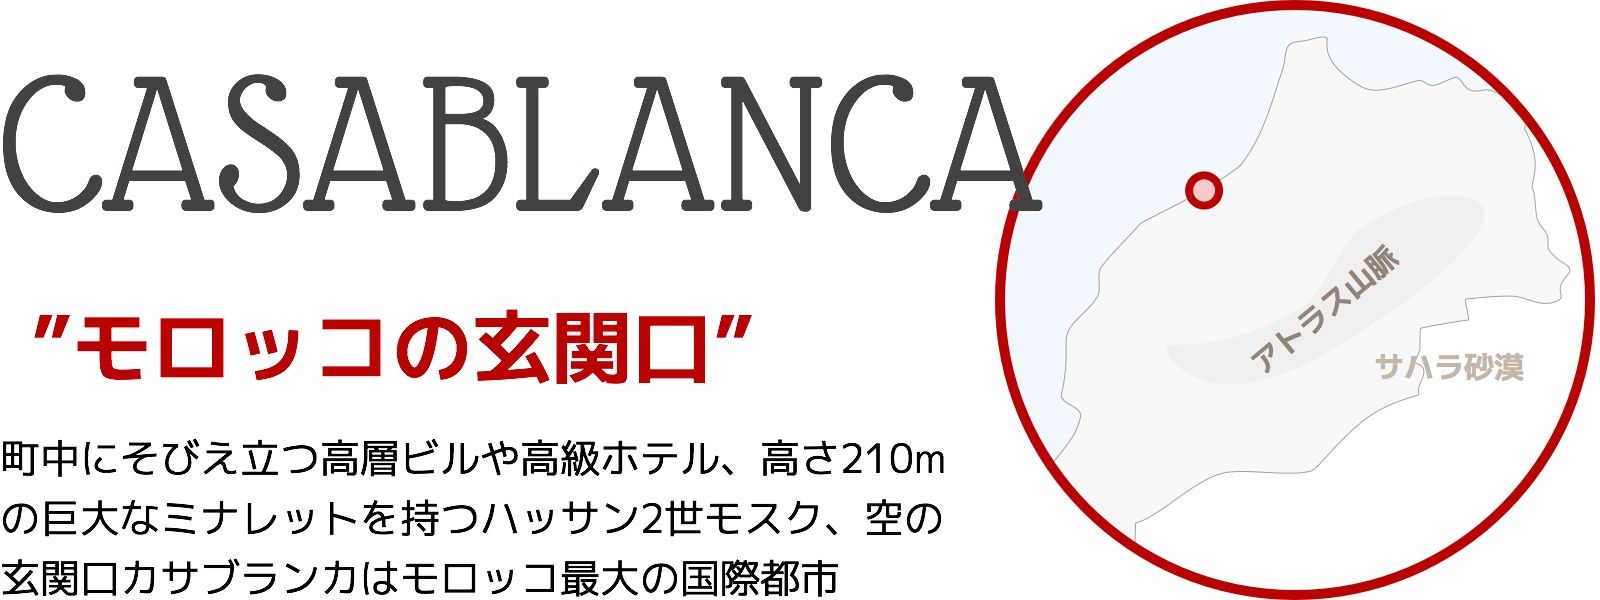 CASABLANCA
”モロッコの玄関口”
町中にそびえ立つ高層ビルや高級ホテル、高さ210m
の巨大なミナレットを持つハッサン2世モスク、空の
玄関口カサブランカはモロッコ最大の国際都市
アトラス山脈
サハラ砂漠